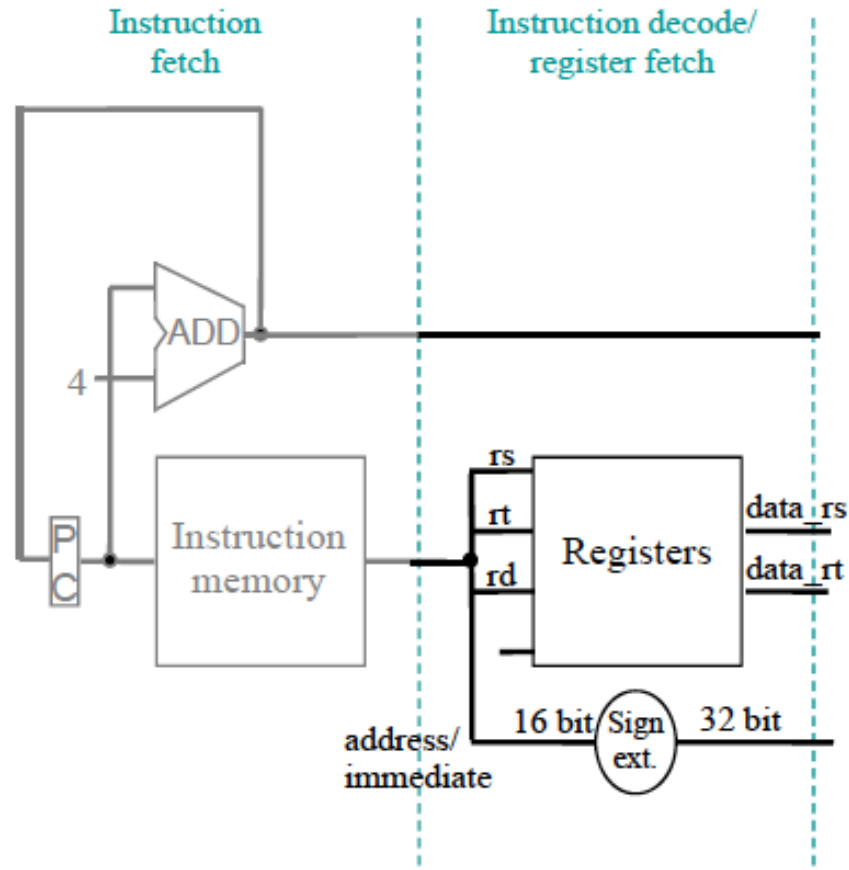 Instruction
fetch
Instruction decode/
register fetch
ADD
4
rs
rt
rd
P
C
Instruction
memory
Registers
data_rs
data_rt
address/
immediate
16 bit
Sign
ext.
32 bit